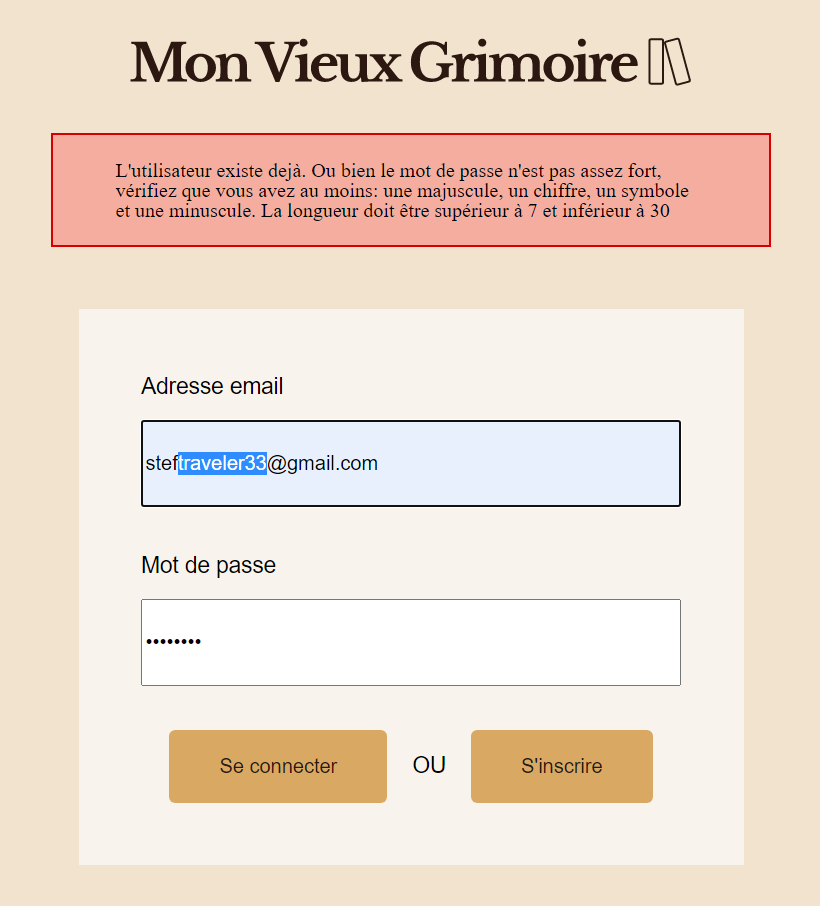 Mon Vieux Grimoire
L'utilisateur existe dejà. Ou bien le mot de passe n'est pas assez fort,
vérifiez que vous avez au moins: une majuscule, un chiffre, un symbole
et une minuscule. La longueur doit être supérieur à 7 et inférieur à 30
Adresse email
steftraveler33@gmail.com
Mot de passe
••••••••
Se connecter OU S'inscrire